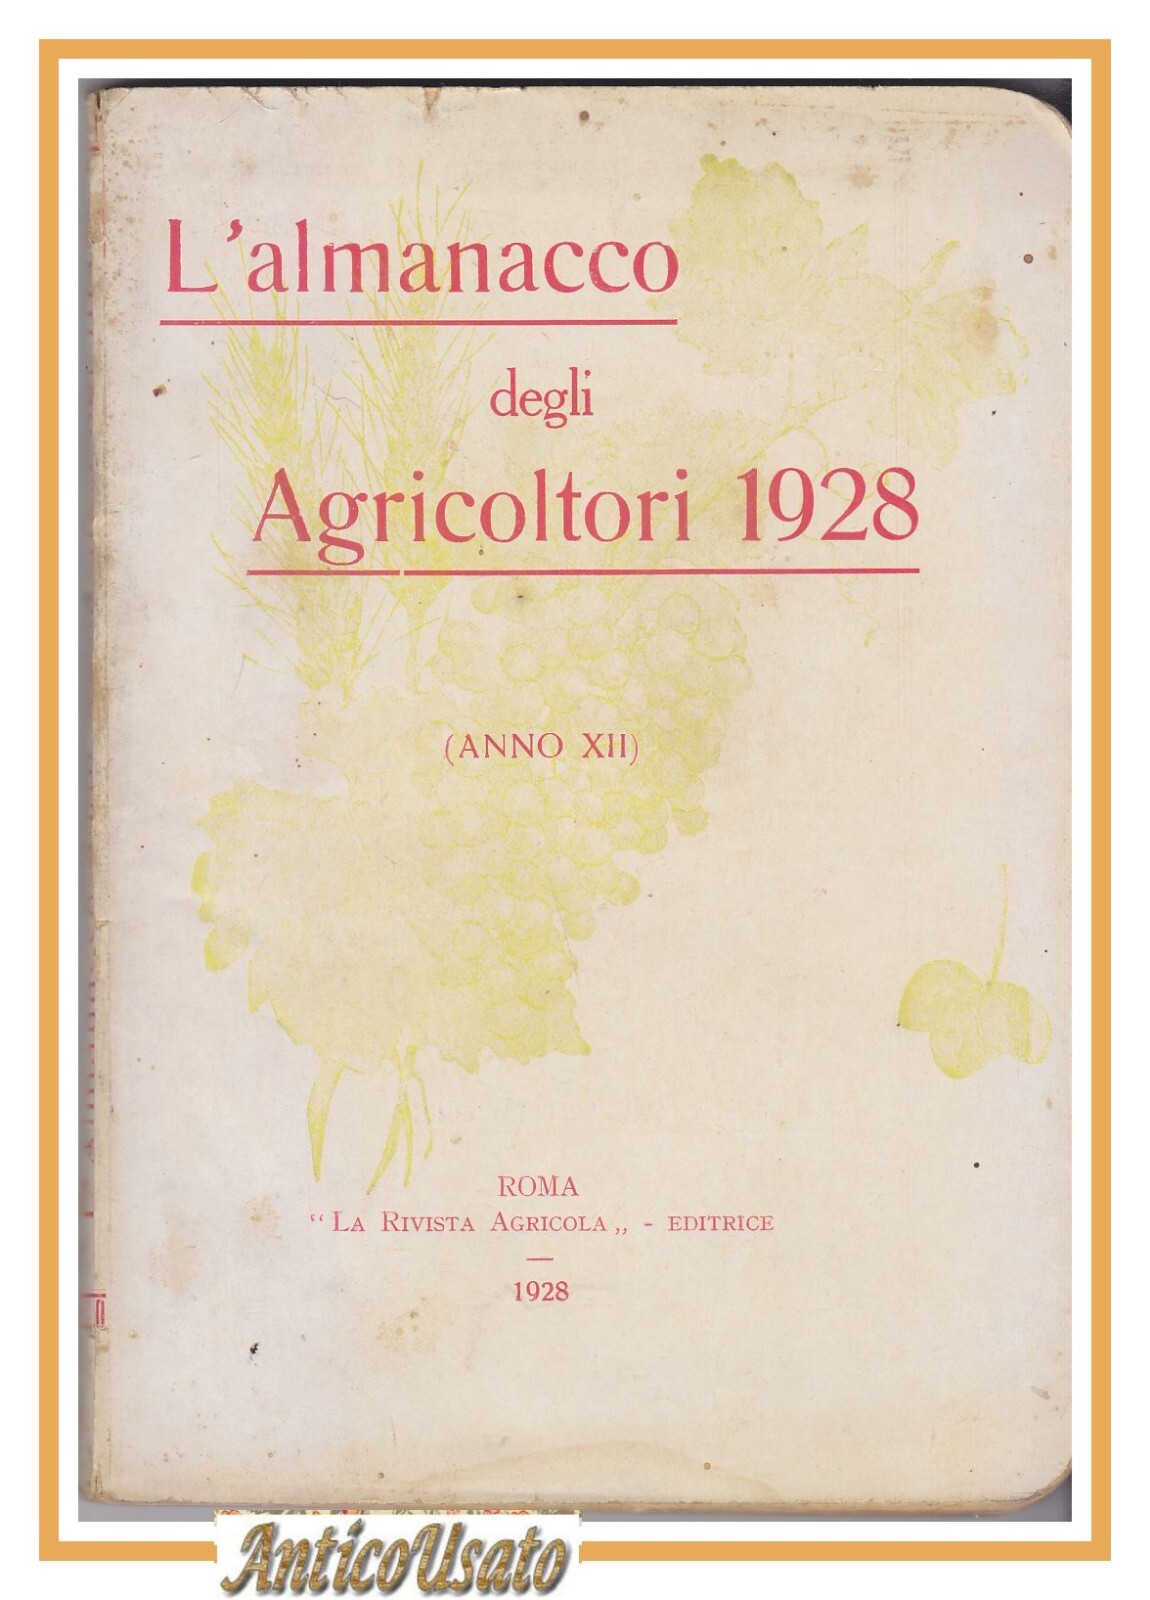 L'almanacco
degli
Agricoltori 1928
(ANNO XII)
ROMA
“ LA RIVISTA AGRICOLA „ - EDITRICE
1928
AnticoUsato